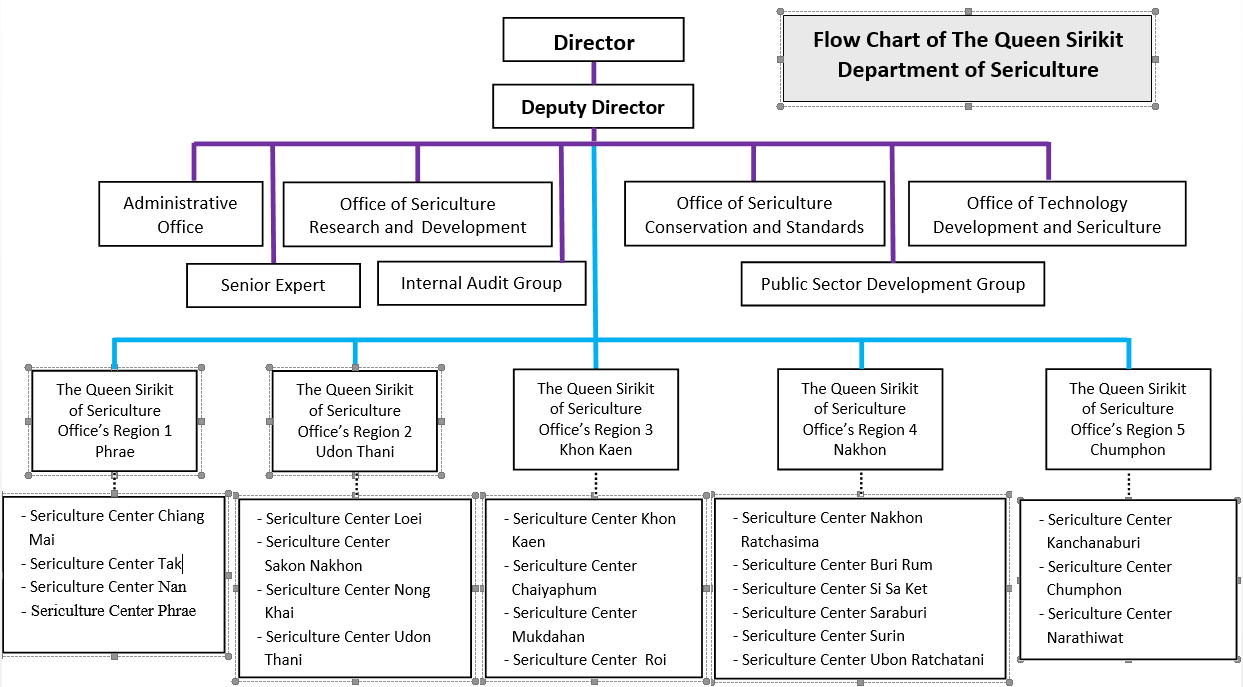 Flow Chart of The Queen Sirikit
Department of Sericulture
Director
Deputy Director
Administrative
Office
Office of Sericulture
Research and Development
Office of Sericulture
Conservation and Standards
Office of Technology
Development and Sericulture
Senior Expert
Internal Audit Group
Public Sector Development Group
The Queen Sirikit
of Sericulture
Office’s Region 1
Phrae
The Queen Sirikit
of Sericulture
Office’s Region 2
Udon Thani
The Queen Sirikit
of Sericulture
Office’s Region 3
Khon Kaen
The Queen Sirikit
of Sericulture
Office’s Region 4
Nakhon
The Queen Sirikit
of Sericulture
Office’s Region 5
Chumphon
- Sericulture Center Chiang
Mai
- Sericulture Center Tak
- Sericulture Center Nan
- Sericulture Center Phrae
- Sericulture Center Loei
- Sericulture Center
Sakon Nakhon
- Sericulture Center Nong
Khai
- Sericulture Center Udon
Thani
- Sericulture Center Khon
Kaen
- Sericulture Center
Chaiyaphum
- Sericulture Center
Mukdahan
- Sericulture Center Roi
- Sericulture Center Nakhon
Ratchasima
- Sericulture Center Buri Rum
- Sericulture Center Si Sa Ket
- Sericulture Center Saraburi
- Sericulture Center Surin
- Sericulture Center Ubon Ratchatani
- Sericulture Center
Kanchanaburi
- Sericulture Center
Chumphon
- Sericulture Center
Narathiwat